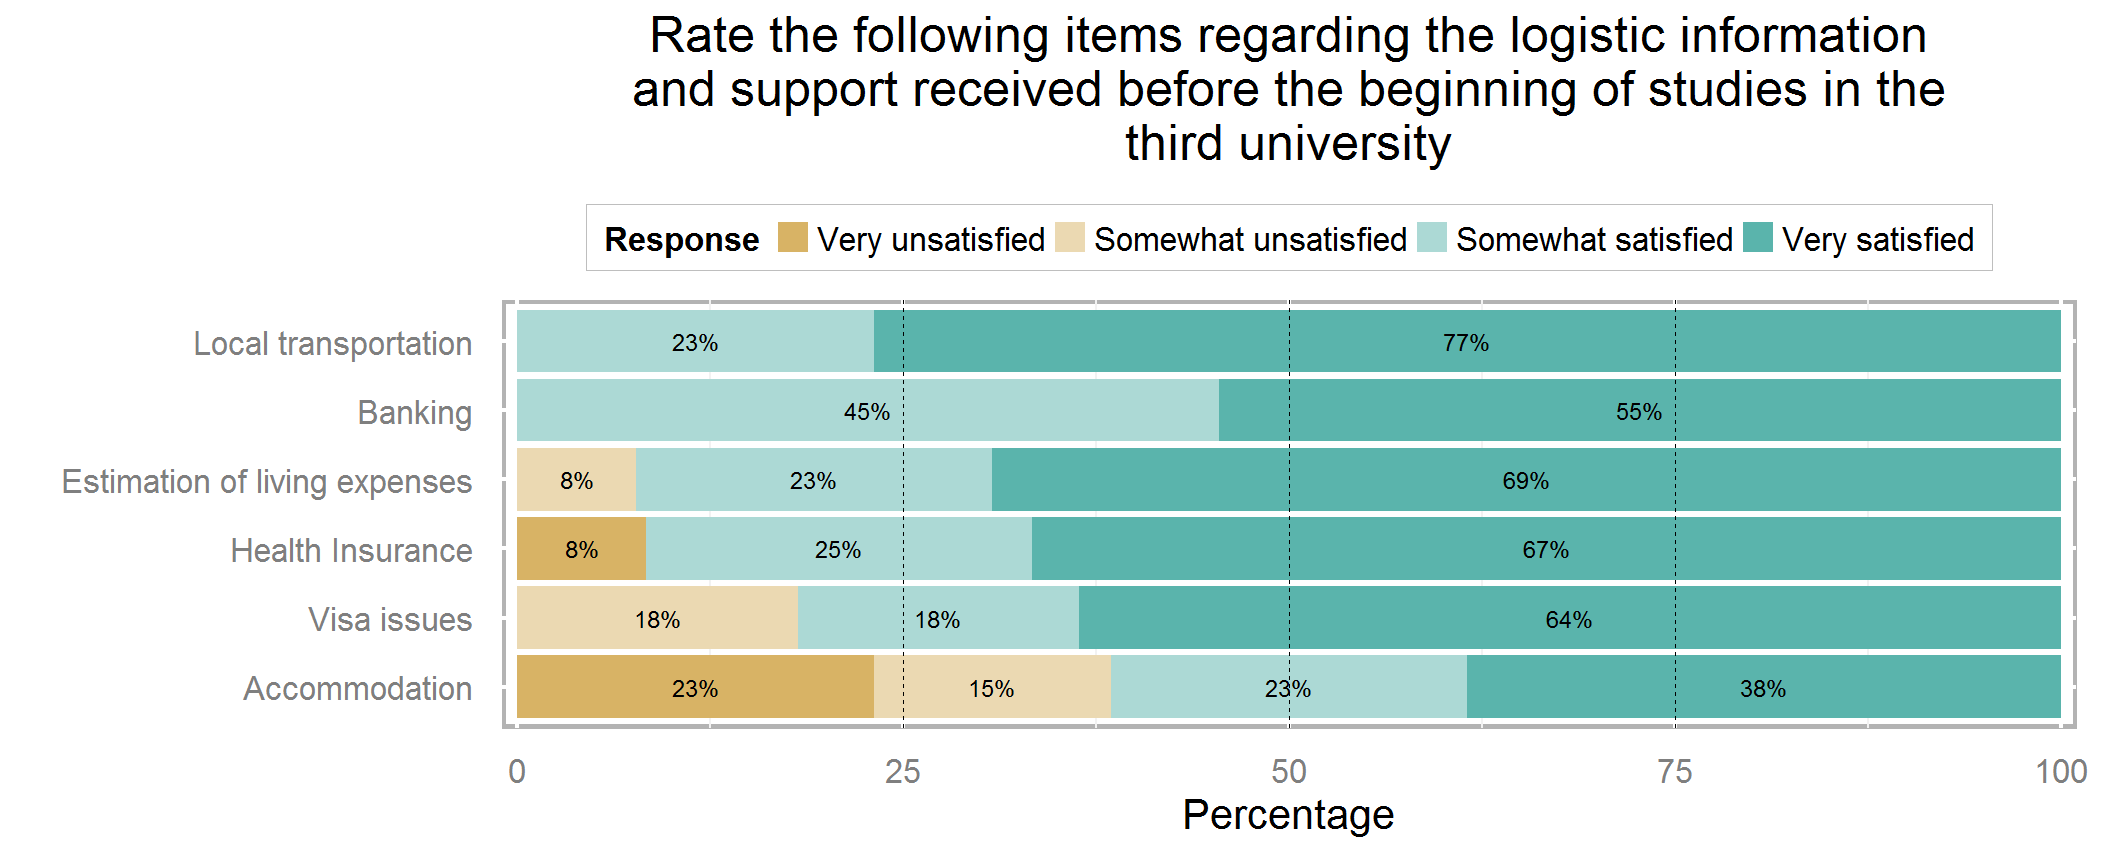 Rate the following items regarding the logistic information
and support received before the beginning of studies in the
third university
Response Very unsatisfied Somewhat unsatisfied Somewhat satisfied Very satisfied
Local transportation 23% 77%
Banking 45% 55%
Estimation of living expenses 8% 23% 69%
Health Insurance 8% 25% 67%
Visa issues 18% 18% 64%
Accommodation 23% 15% 23% 38%
0 25 50 75 100
Percentage